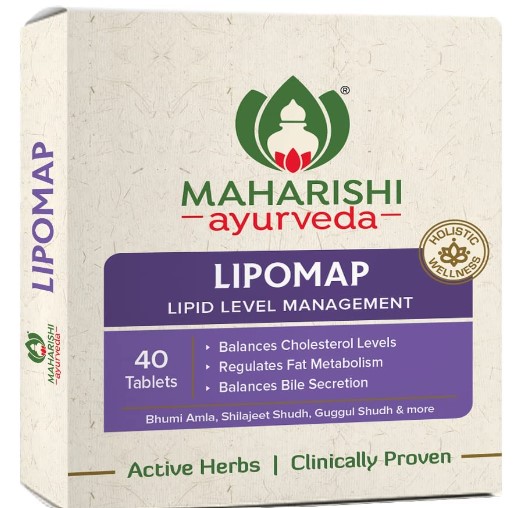 LIPOMAP
MAHARISHI
ayurveda
®
MAHARISHI
ayurveda
HOLISTIC
WELLNESS
LIPOMAP
LIPID LEVEL MANAGEMENT
40
Tablets
▸ Balances Cholesterol Levels
▸ Regulates Fat Metabolism
▸ Balances Bile Secretion
Bhumi Amla, Shilajeet Shudh, Guggul Shudh & more
Active Herbs | Clinically Proven